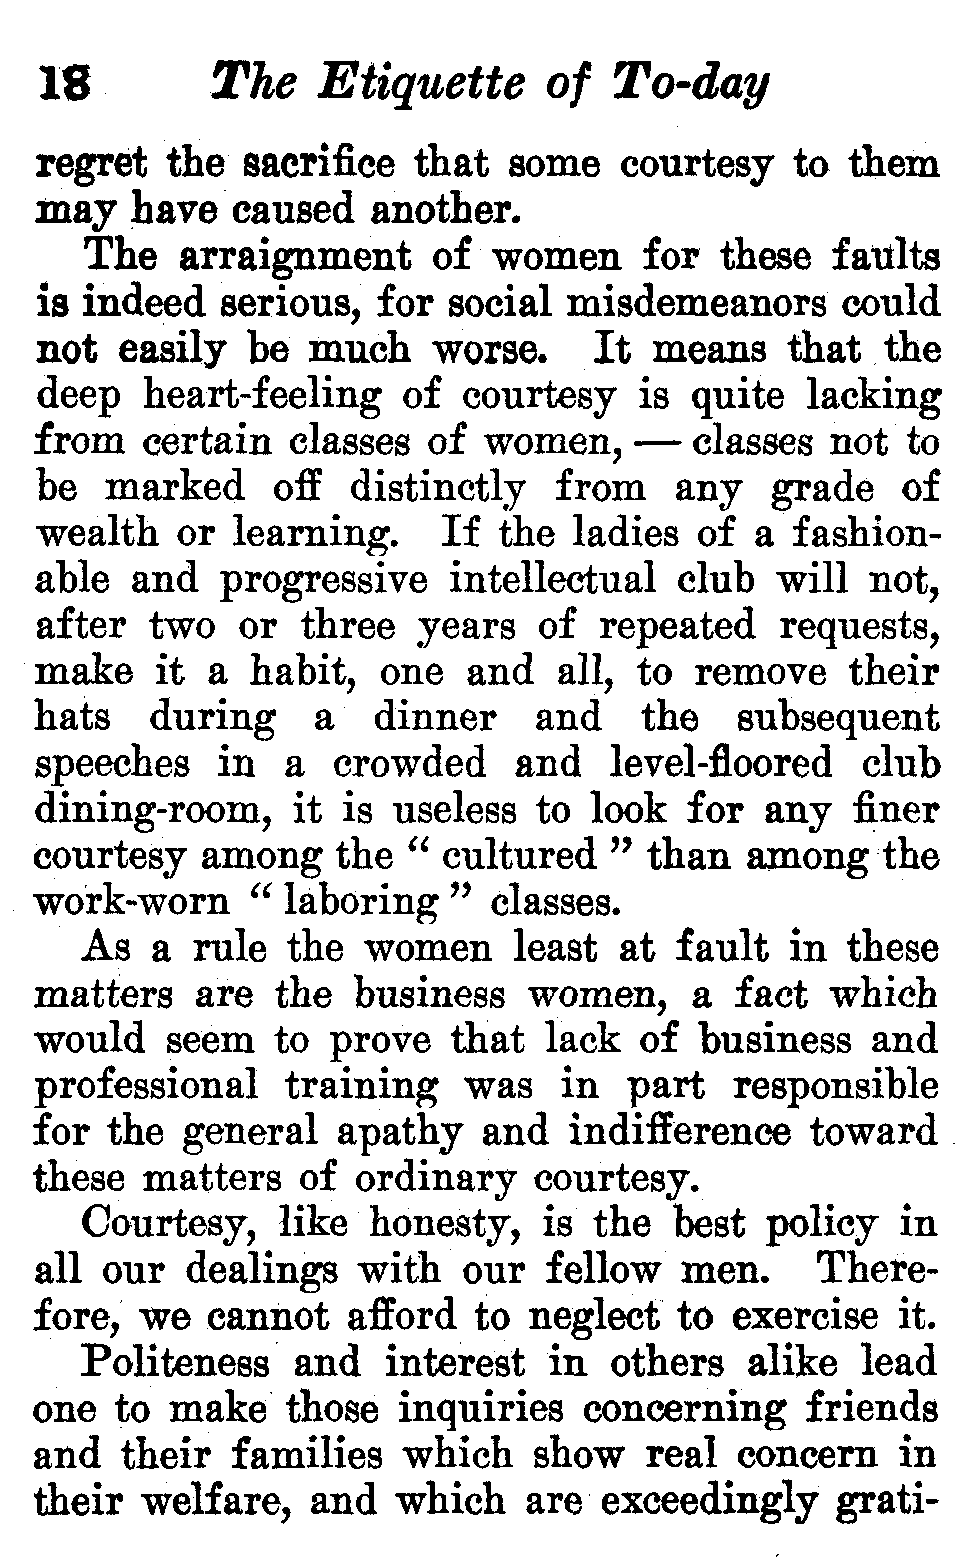 18 The Etiquette of To-day
regret the sacrifice that some courtesy to them
may have caused another.
The arraignment of women for these faults
is indeed serious, for social misdemeanors could
not easily be much worse. It means that the
deep heart-feeling of courtesy is quite lacking
from certain classes of women, — classes not to
be marked off distinctly from any grade of
wealth or learning. If the ladies of a fashion-
able and progressive intellectual club will not,
after two or three years of repeated requests,
make it a habit, one and all, to remove their
hats during a dinner and the subsequent
speeches in a crowded and level-floored club
dining-room, it is useless to look for any finer
courtesy among the “ cultured ” than among the
work-worn “ laboring ” classes.
As a rule the women least at fault in these
matters are the business women, a fact which
would seem to prove that lack of business and
professional training was in part responsible
for the general apathy and indifference toward
these matters of ordinary courtesy.
Courtesy, like honesty, is the best policy in
all our dealings with our fellow men. There-
fore, we cannot afford to neglect to exercise it.
Politeness and interest in others alike lead
one to make those inquiries concerning friends
and their families which show real concern in
their welfare, and which are exceedingly grati-